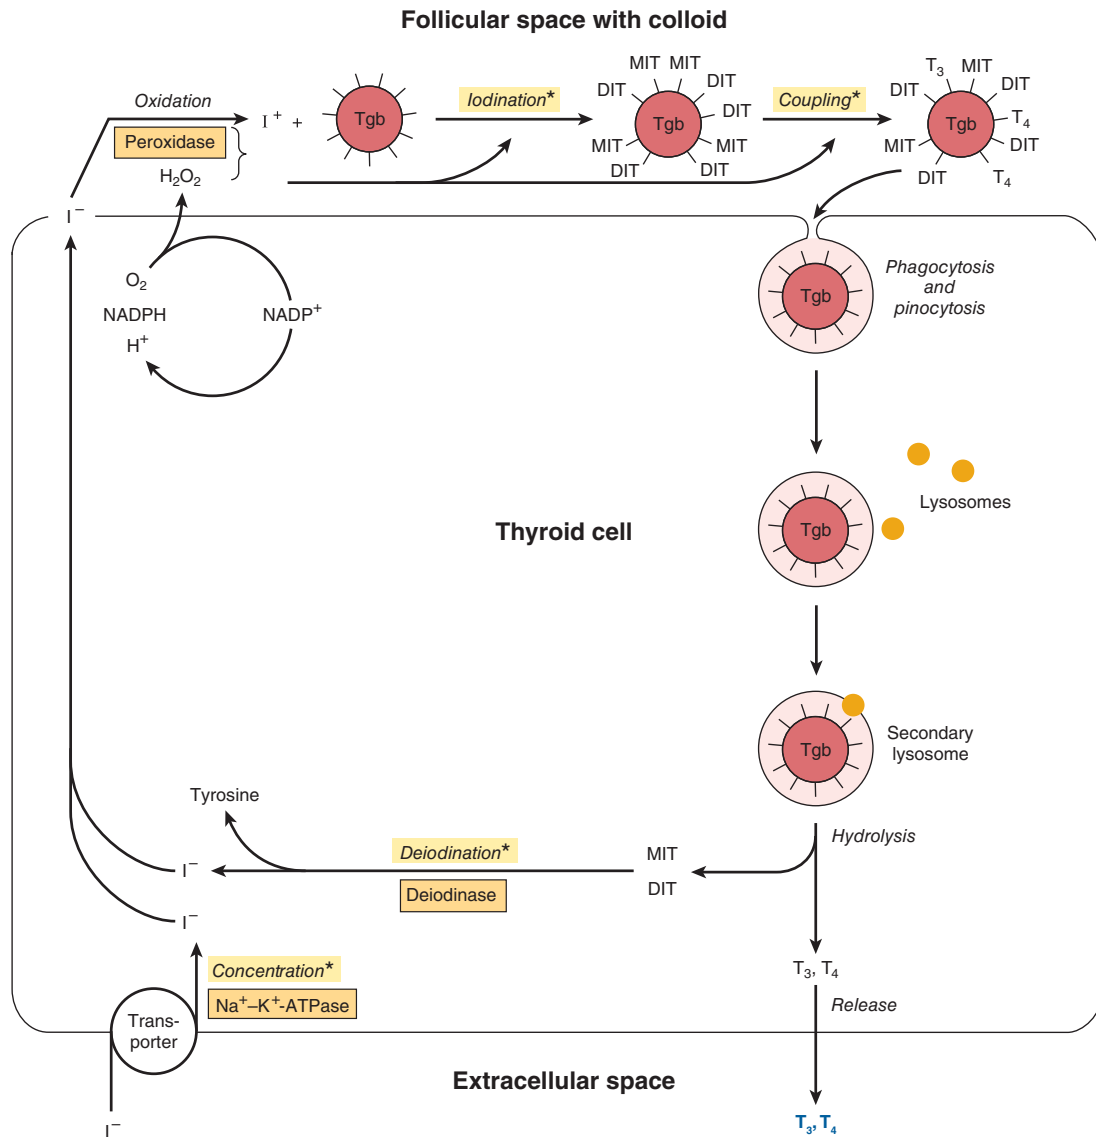 Follicular space with colloid
Oxidation
Peroxidase
H₂O₂
I⁺ +
Tgb
Iodination*
MIT MIT
DIT DIT
DIT
Tgb
MIT MIT
DIT DIT
Coupling*
T₃ MIT
DIT DIT
Tgb
T₄
MIT DIT
DIT T₄
I⁻
O₂
NADPH
H⁺
NADP⁺
Tgb
Phagocytosis
and
pinocytosis
Thyroid cell
Tgb
Lysosomes
Tgb
Secondary
lysosome
Hydrolysis
Tyrosine
I⁻
Deiodination*
Deiodinase
MIT
DIT
I⁻
Concentration*
Na⁺–K⁺-ATPase
Trans-
porter
T₃, T₄
Release
Extracellular space
I⁻
T₃, T₄